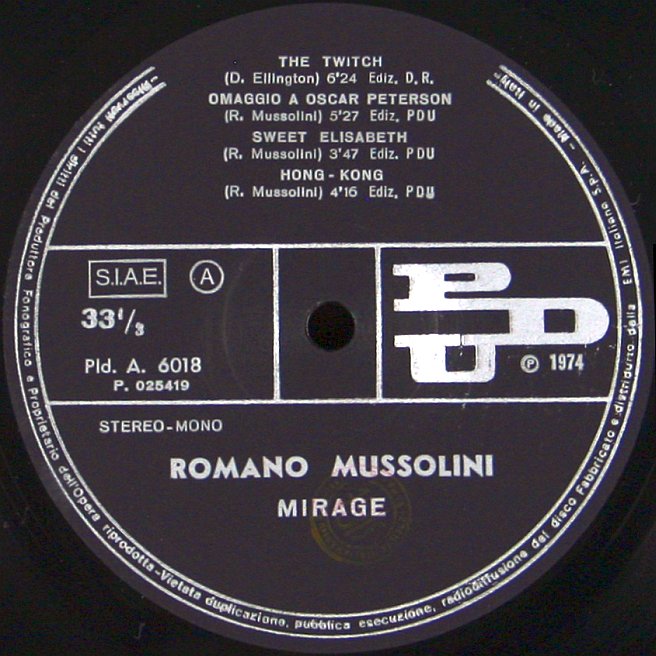 THE TWITCH
(D. Ellington) 6'24 Ediz. D.R.
OMAGGIO A OSCAR PETERSON
(R. Mussolini) 5'27 Ediz. PDU
SWEET ELISABETH
(R. Mussolini) 3'47 Ediz. PDU
HONG-KONG
(R. Mussolini) 4'16 Ediz. PDU
S.I.A.E. A
33 1/3
Pld. A. 6018
P. 025419
PDU
℗ 1974
STEREO-MONO
ROMANO MUSSOLINI
MIRAGE
tutti i diritti del Produttore Fonografico e Proprietario dell'Opera riprodotta-Vietata duplicazione, pubblica esecuzione, radiodiffusione del disco Fabbricato e distribuito dalla EMI Italiana S.p.A. - Made in Italy -